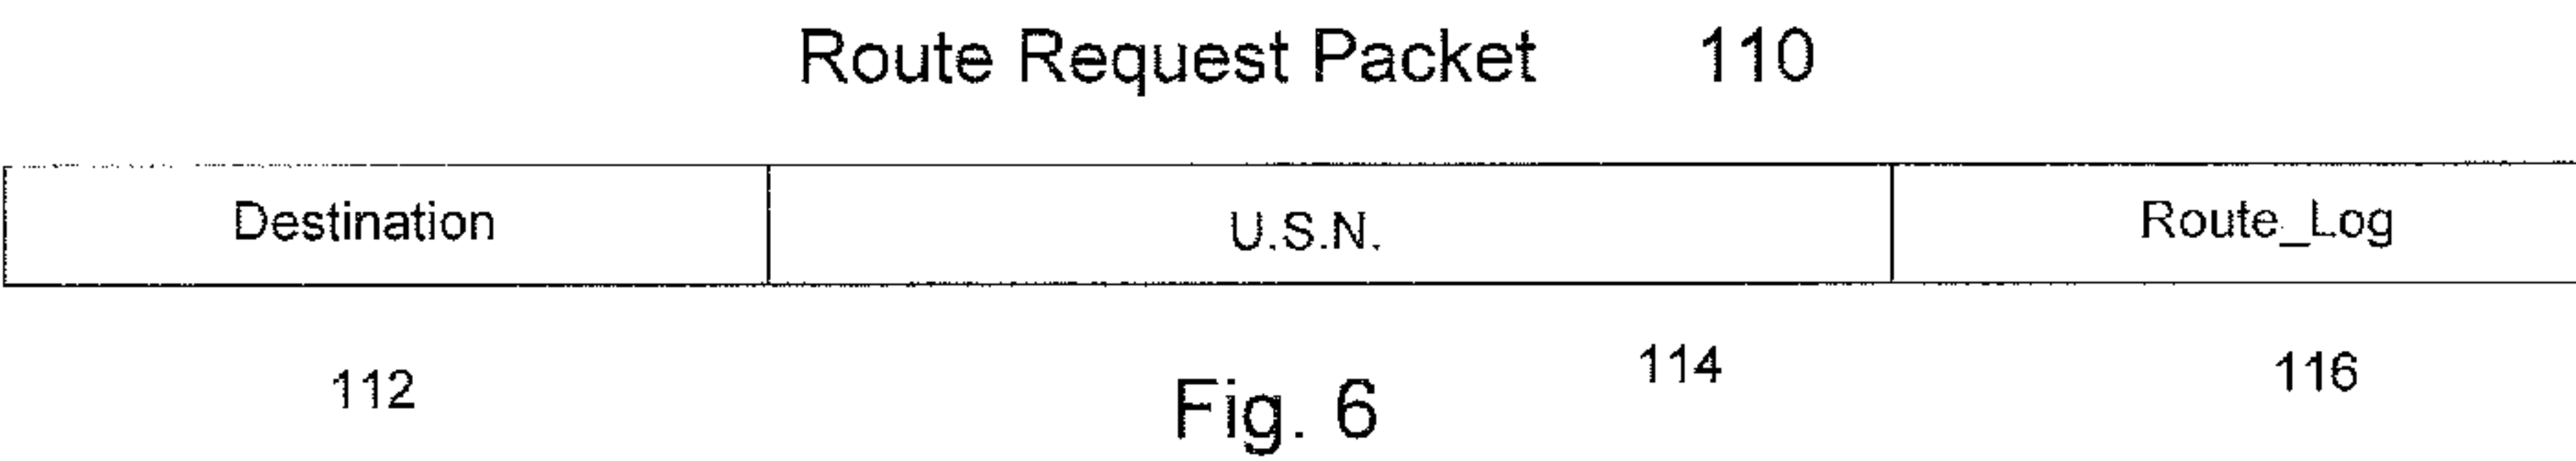 Route Request Packet 110
Destination U.S.N. Route_Log
112 114 116
Fig. 6